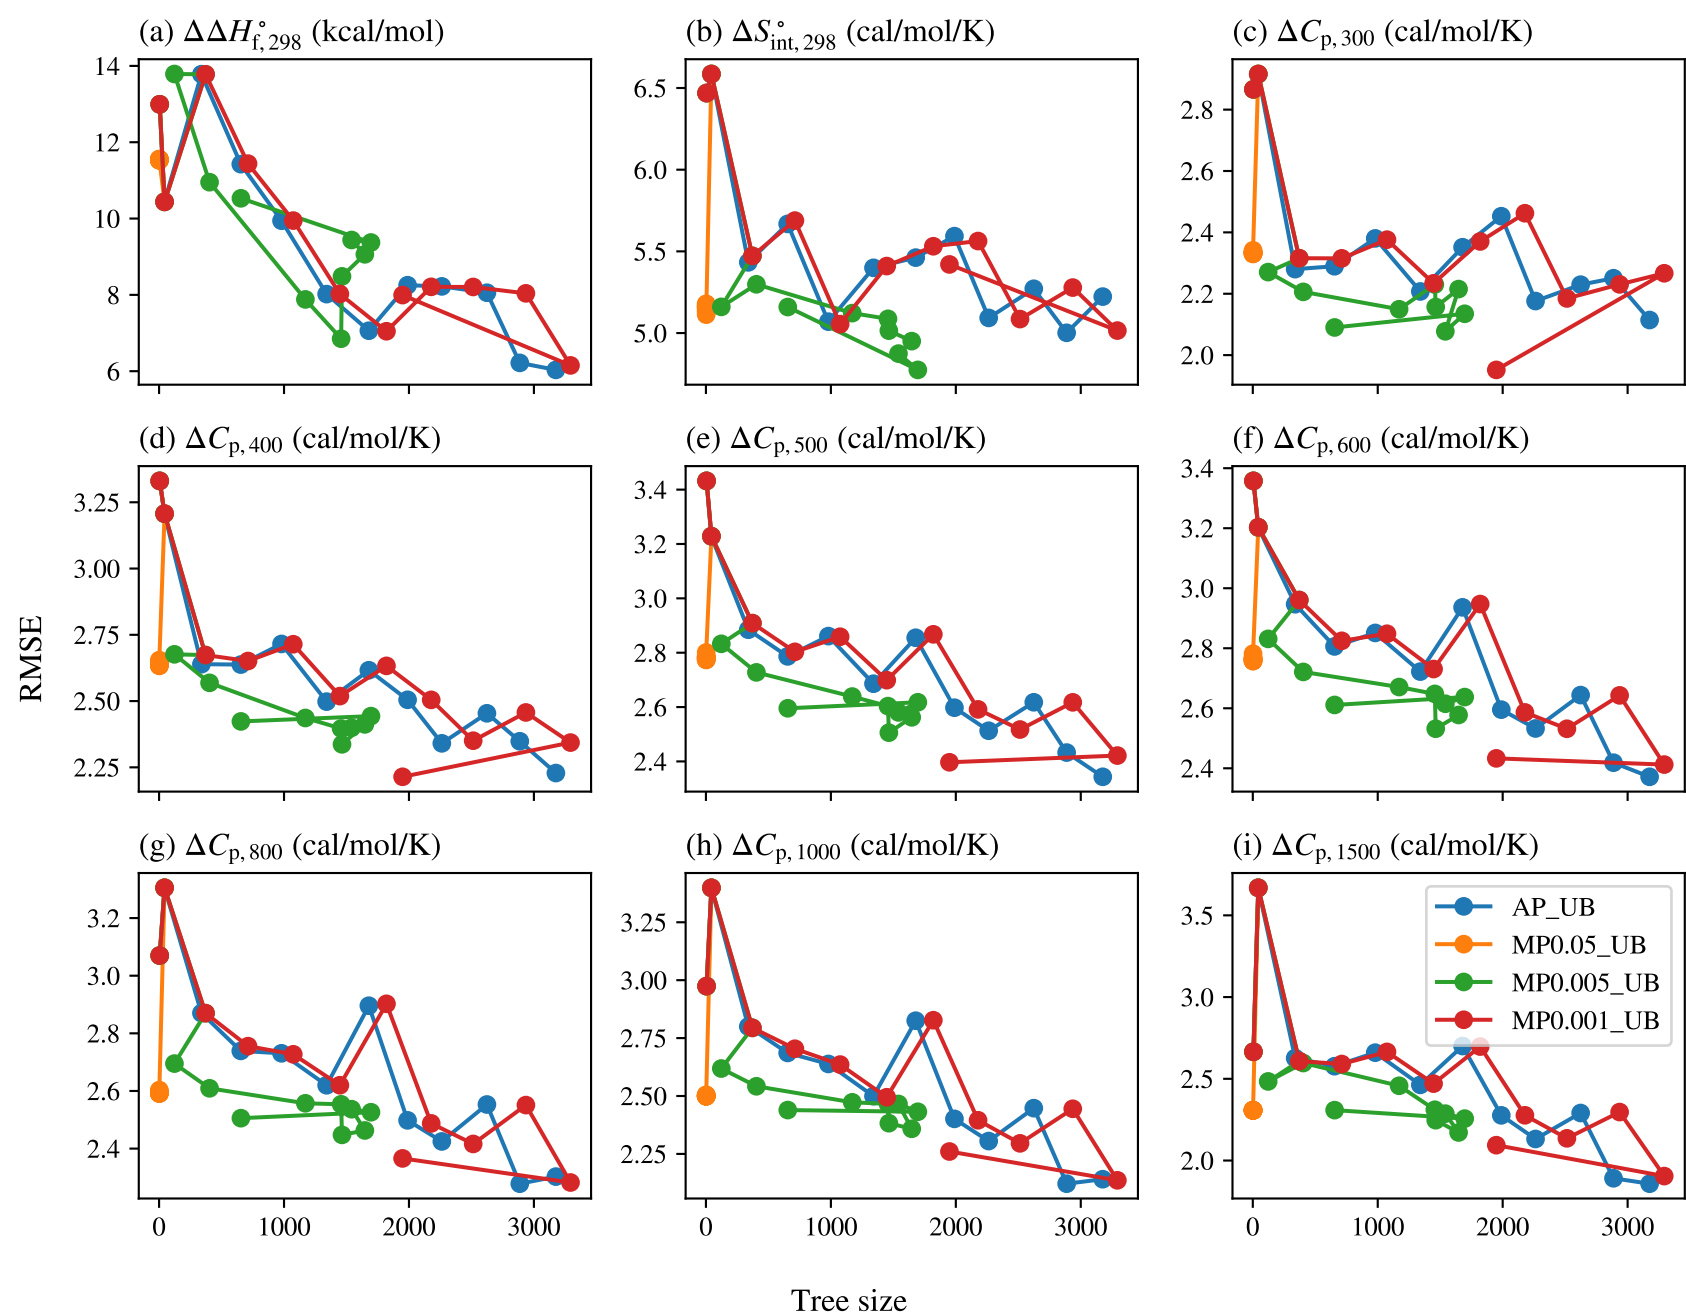 (a) ΔΔH°f, 298 (kcal/mol)
(b) ΔS°int, 298 (cal/mol/K)
(c) ΔCp, 300 (cal/mol/K)
14
12
10
8
6
6.5
6.0
5.5
5.0
2.8
2.6
2.4
2.2
2.0
(d) ΔCp, 400 (cal/mol/K)
(e) ΔCp, 500 (cal/mol/K)
(f) ΔCp, 600 (cal/mol/K)
RMSE
3.25
3.00
2.75
2.50
2.25
3.4
3.2
3.0
2.8
2.6
2.4
3.4
3.2
3.0
2.8
2.6
2.4
(g) ΔCp, 800 (cal/mol/K)
(h) ΔCp, 1000 (cal/mol/K)
(i) ΔCp, 1500 (cal/mol/K)
3.2
3.0
2.8
2.6
2.4
3.25
3.00
2.75
2.50
2.25
3.5
3.0
2.5
2.0
AP_UB
MP0.05_UB
MP0.005_UB
MP0.001_UB
0 1000 2000 3000
0 1000 2000 3000
0 1000 2000 3000
Tree size